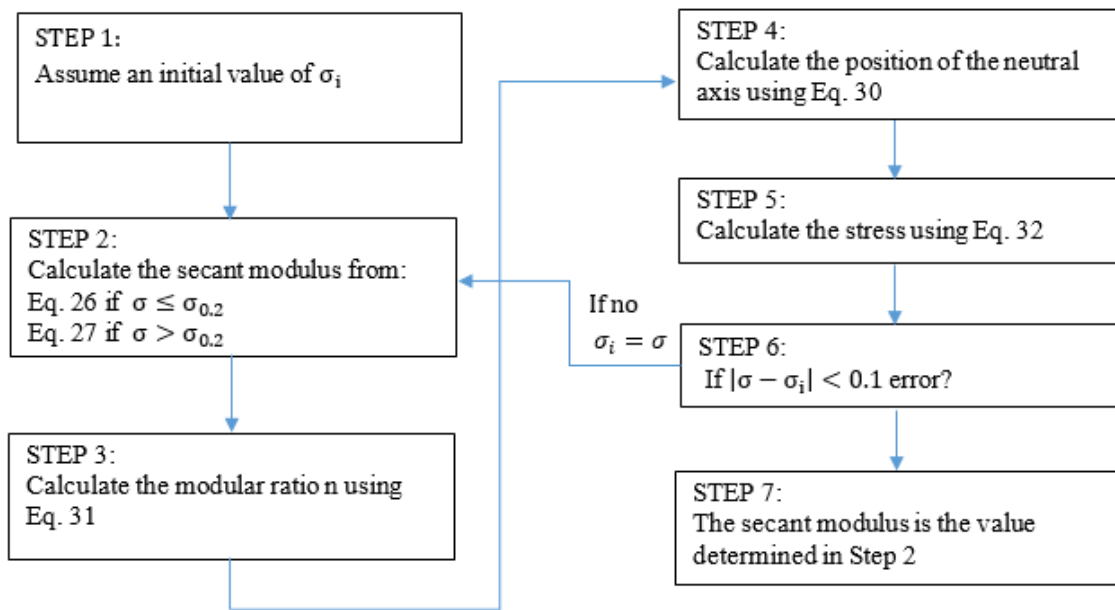 STEP 1:
Assume an initial value of σᵢ
STEP 2:
Calculate the secant modulus from:
Eq. 26 if σ ≤ σ₀.₂
Eq. 27 if σ > σ₀.₂
STEP 3:
Calculate the modular ratio n using
Eq. 31
STEP 4:
Calculate the position of the neutral
axis using Eq. 30
STEP 5:
Calculate the stress using Eq. 32
STEP 6:
If |σ − σᵢ| < 0.1 error?
If no
σᵢ = σ
STEP 7:
The secant modulus is the value
determined in Step 2